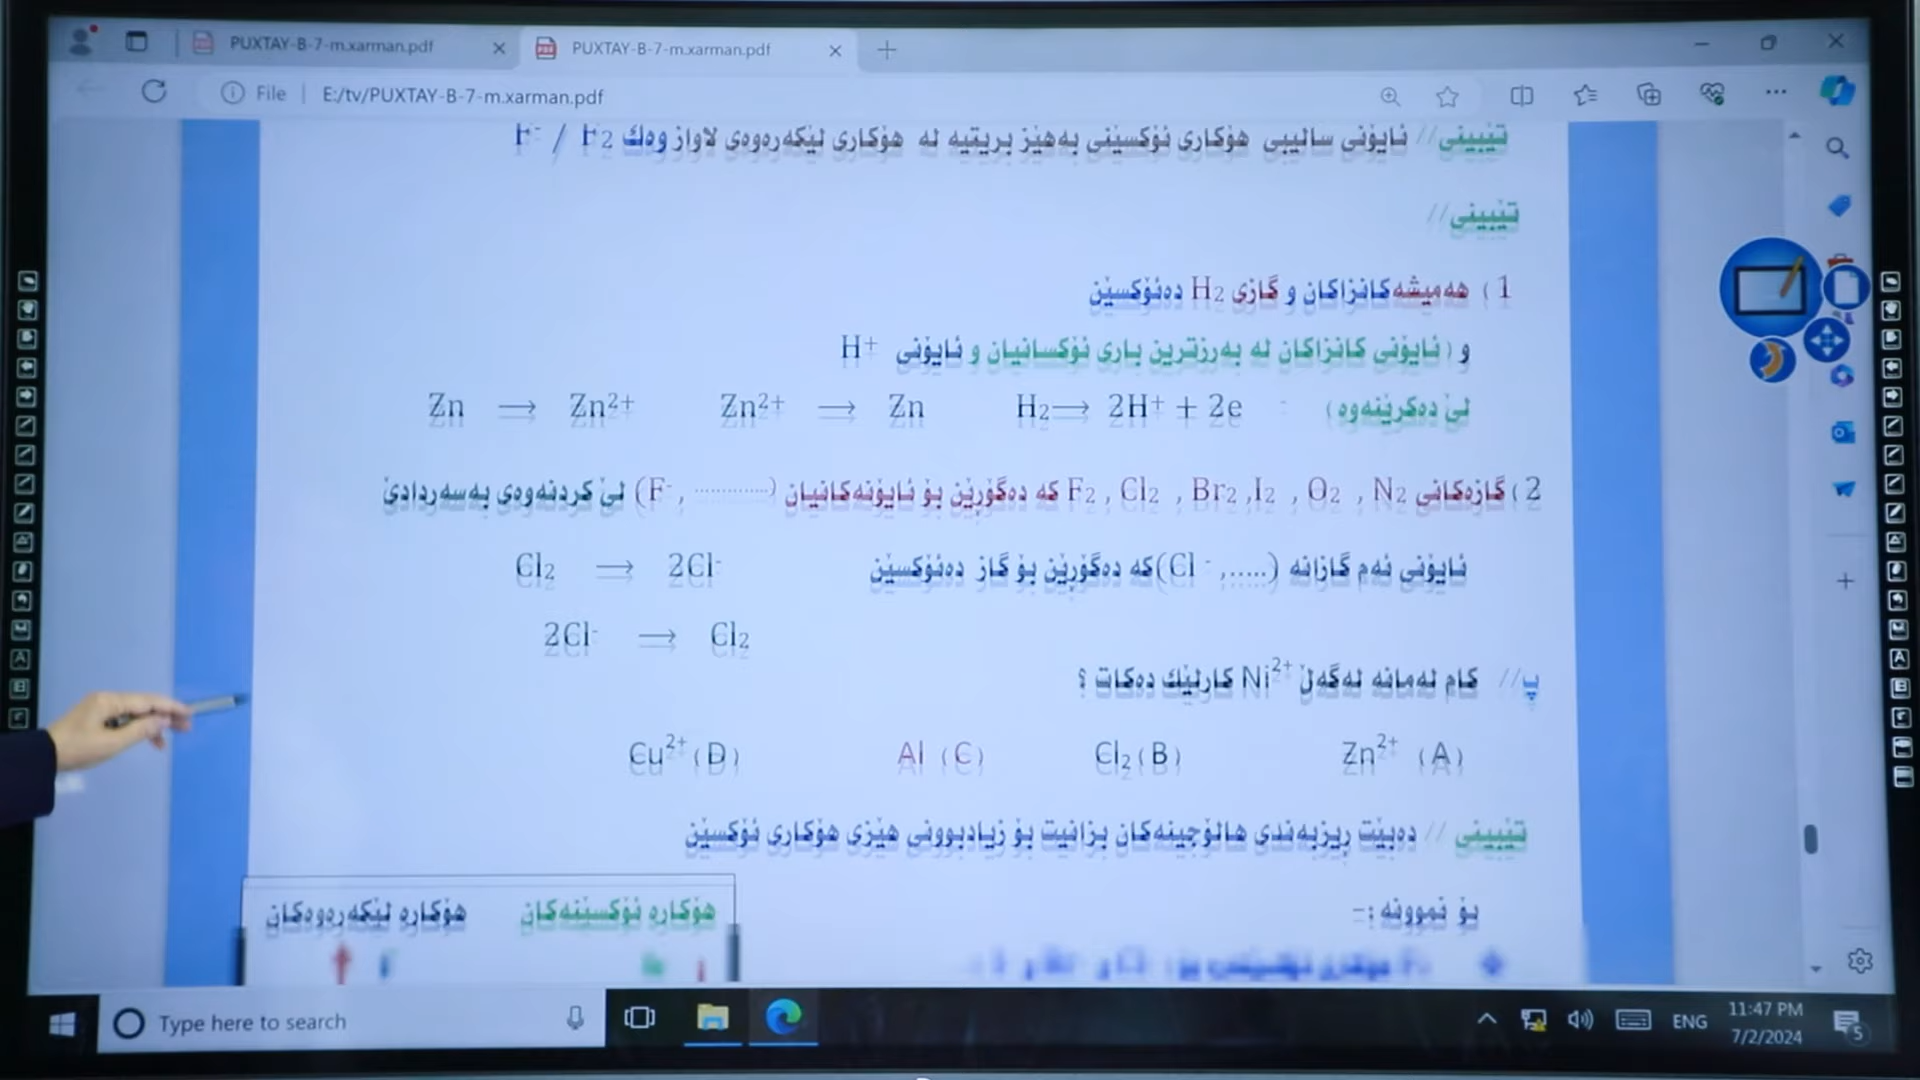 PUXTAY-B-7-m.xarman.pdf
PUXTAY-B-7-m.xarman.pdf
File | E:/tv/PUXTAY-B-7-m.xarman.pdf
تێبینی// ئایۆنی سالیبی هۆکاری ئۆکسێنی بەهێز بریتیە لە هۆکاری لێکەرەوەی لاواز وەك F2 / F-
تێبینی//
1) هەمیشە کانزاکان و گازی H2 دەئۆکسێن
و (ئایۆنی کانزاکان لە بەرزترین باری ئۆکسانیان و ئایۆنی H+
لێ دەکرێنەوە) : H2⟶ 2H+ + 2e Zn2+ ⟶ Zn Zn ⟶ Zn2+
2) گازەکانی F2 , Cl2 , Br2 ,I2 , O2 , N2 کە دەگۆڕێن بۆ ئایۆنەکانیان (F- , ............) لێ کردنەوەی بەسەردادێ
ئایۆنی ئەم گازانە (Cl - ,......) کە دەگۆڕێن بۆ گاز دەئۆکسێن Cl2 ⟶ 2Cl-
2Cl- ⟶ Cl2
پ// کام لەمانە لەگەڵ Ni2+ کارلێك دەکات ؟
Zn2+ (A) Cl2 (B) Al (C) Cu2+ (D)
تێبینی // دەبێت ڕیزبەندی هالۆجینەکان بزانیت بۆ زیادبوونی هێزی هۆکاری ئۆکسێن
بۆ نموونە :-
هۆکارە ئۆکسێنەکان هۆکارە لێکەرەوەکان
Type here to search
ENG
11:47 PM
7/2/2024
5